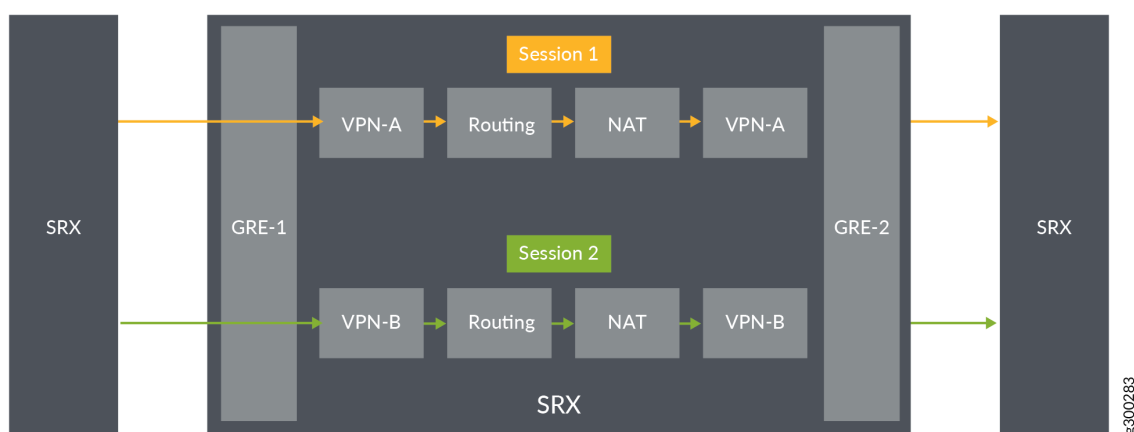 Session 1
VPN-A
Routing
NAT
VPN-A
SRX
GRE-1
GRE-2
SRX
Session 2
VPN-B
Routing
NAT
VPN-B
SRX
g300283